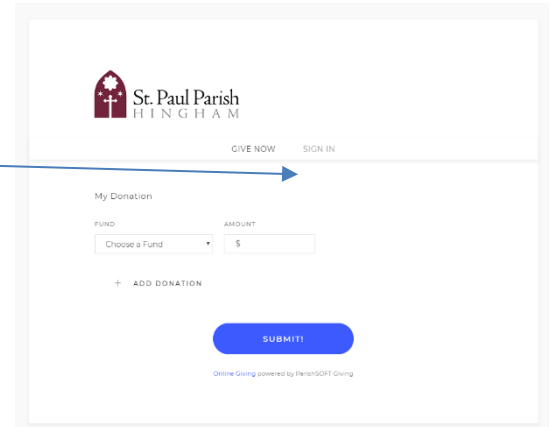 St. Paul Parish
HINGHAM
GIVE NOW SIGN IN
My Donation
FUND AMOUNT
Choose a Fund $
+ ADD DONATION
SUBMIT!
Online Giving powered by ParishSOFT Giving